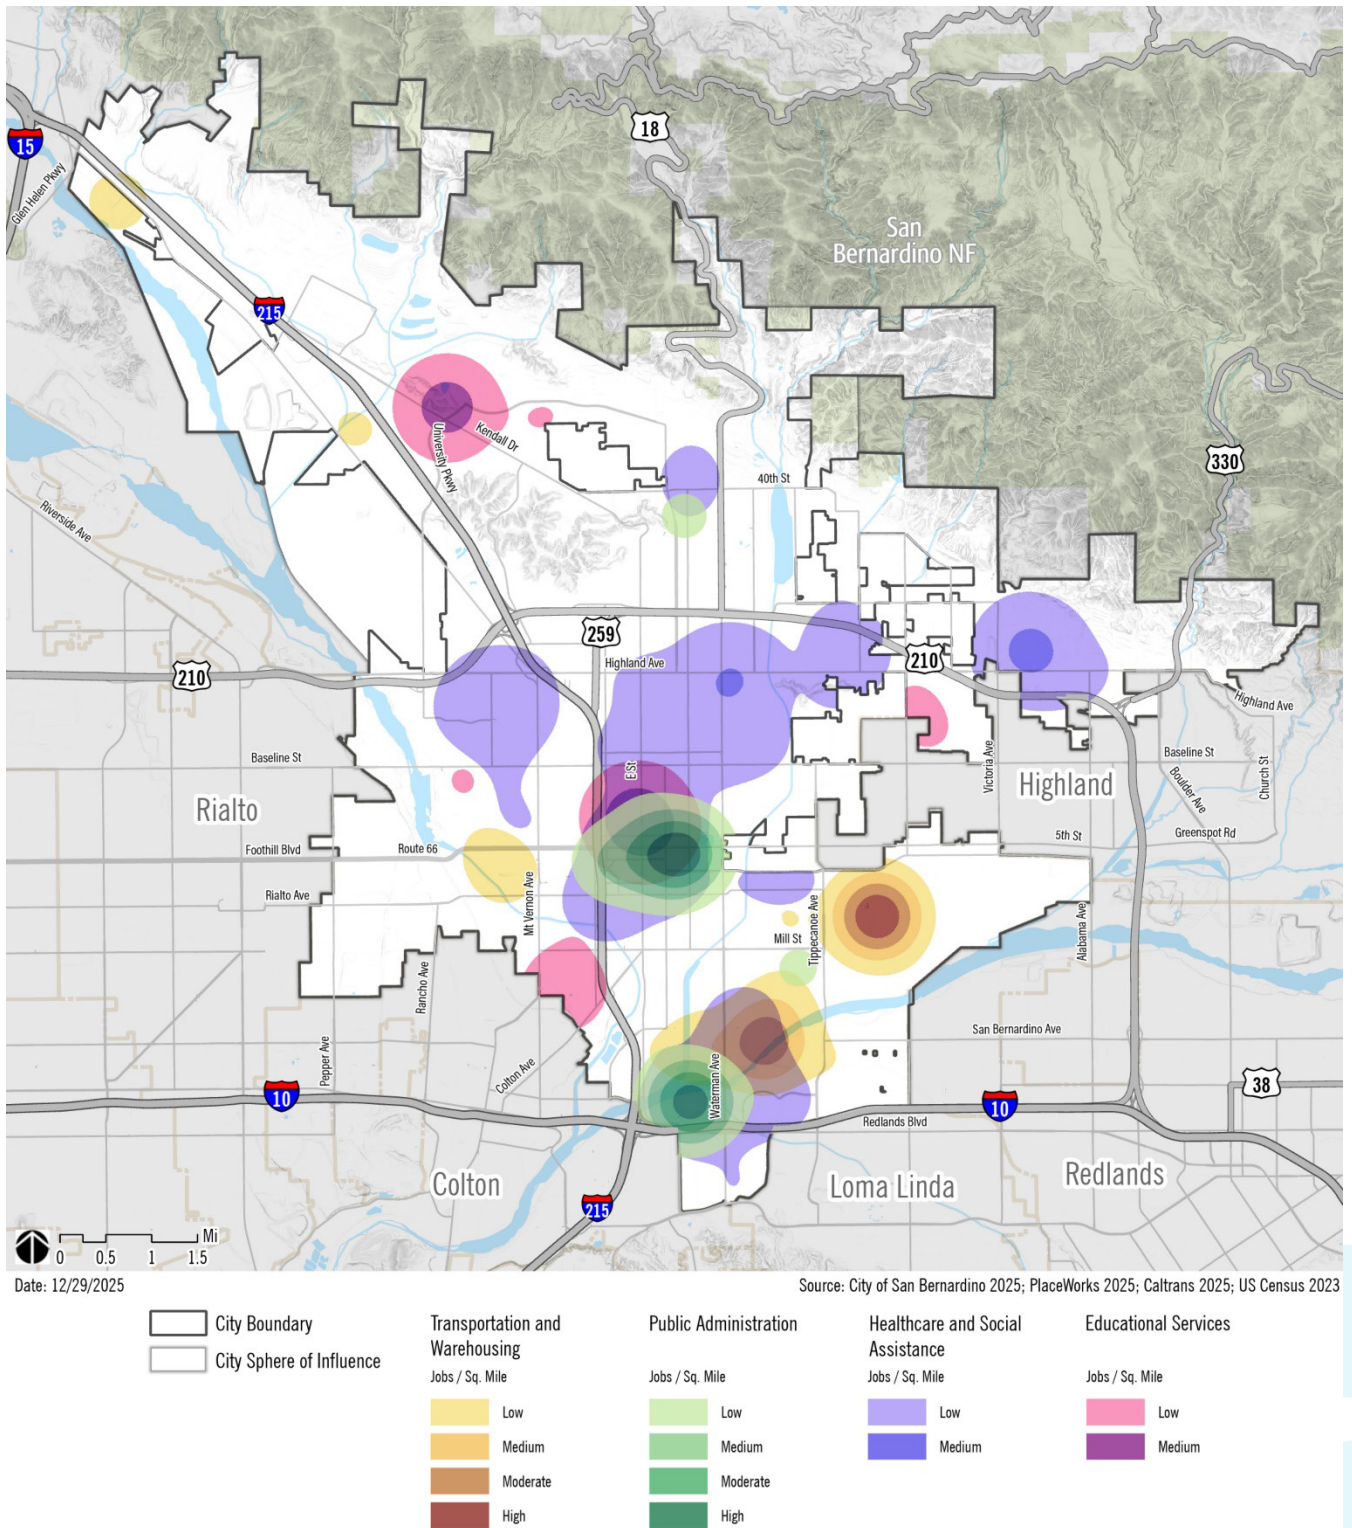 18
15
Glen Helen Pkwy
San
Bernardino NF
215
University Pkwy
Kendall Dr
40th St
330
Riverside Ave
259
210
Highland Ave
210
Highland Ave
Baseline St
E St
Victoria Ave
Highland
Baseline St
Boulder Ave
Church St
Rialto
Foothill Blvd
Route 66
5th St
Greenspot Rd
Rialto Ave
Mt Vernon Ave
Tippecanoe Ave
Alabama Ave
Mill St
Rancho Ave
San Bernardino Ave
Pepper Ave
Colton Ave
Waterman Ave
10
10
38
Redlands Blvd
Colton
Loma Linda
Redlands
215
Mi
0 0.5 1 1.5
Date: 12/29/2025
Source: City of San Bernardino 2025; PlaceWorks 2025; Caltrans 2025; US Census 2023
City Boundary
City Sphere of Influence
Transportation and
Warehousing
Jobs / Sq. Mile
Low
Medium
Moderate
High
Public Administration
Jobs / Sq. Mile
Low
Medium
Moderate
High
Healthcare and Social
Assistance
Jobs / Sq. Mile
Low
Medium
Educational Services
Jobs / Sq. Mile
Low
Medium